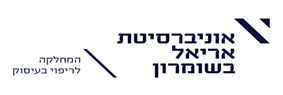 אוניברסיטת
אריאל
בשומרון
המחלקה
לריפוי בעיסוק